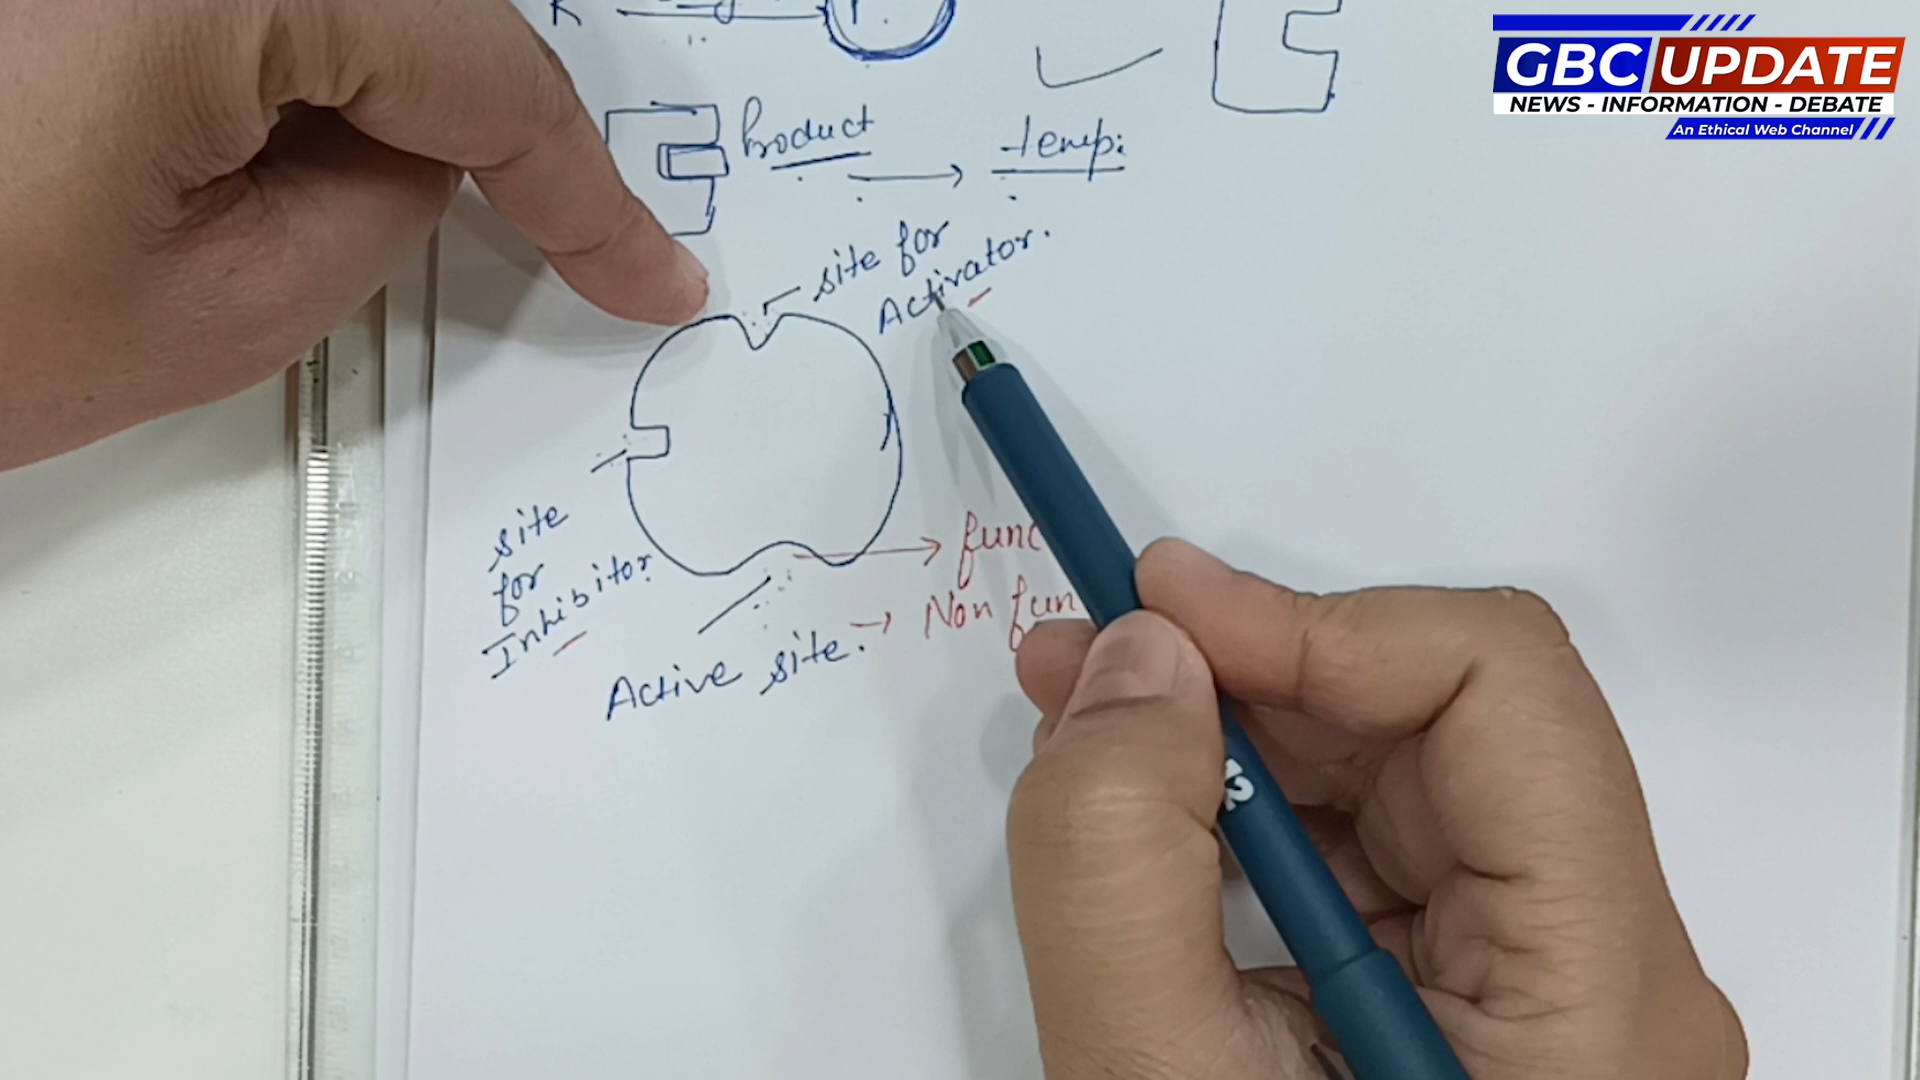 GBC UPDATE
NEWS - INFORMATION - DEBATE
An Ethical Web Channel
Product
temp:
site for
Activator.
site
for
Inhibitor.
func
Non fun
Active site.
12